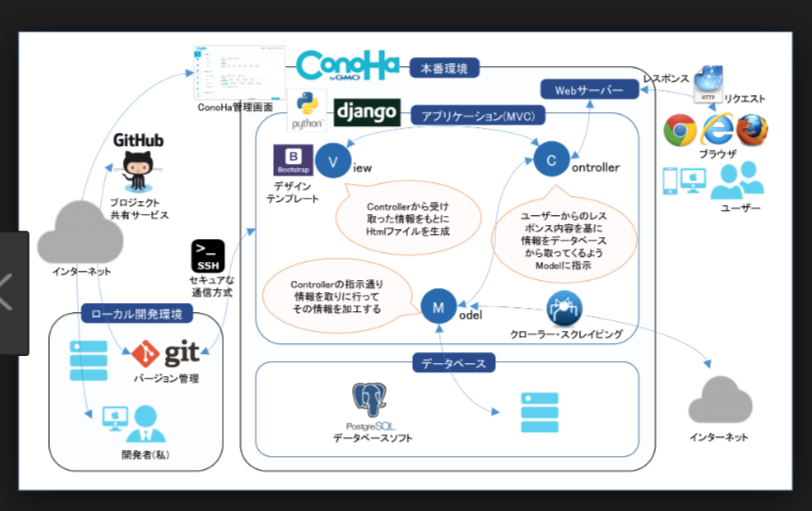 ConoHa
by GMO
本番環境
ConoHa管理画面
Webサーバー
レスポンス
HTTP
リクエスト
python
django
アプリケーション(MVC)
ブラウザ
GitHub
プロジェクト
共有サービス
B
Bootstrap
デザイン
テンプレート
V
iew
C
ontroller
ユーザー
Controllerから受け
取った情報をもとに
Htmlファイルを生成
ユーザーからのレス
ポンス内容を基に
情報をデータベース
から取ってくるよう
Modelに指示
インターネット
>_
SSH
セキュアな
通信方式
Controllerの指示通り
情報を取りに行って
その情報を加工する
M
odel
クローラー・スクレイピング
ローカル開発環境
git
バージョン管理
開発者(私)
データベース
PostgreSQL
データベースソフト
インターネット